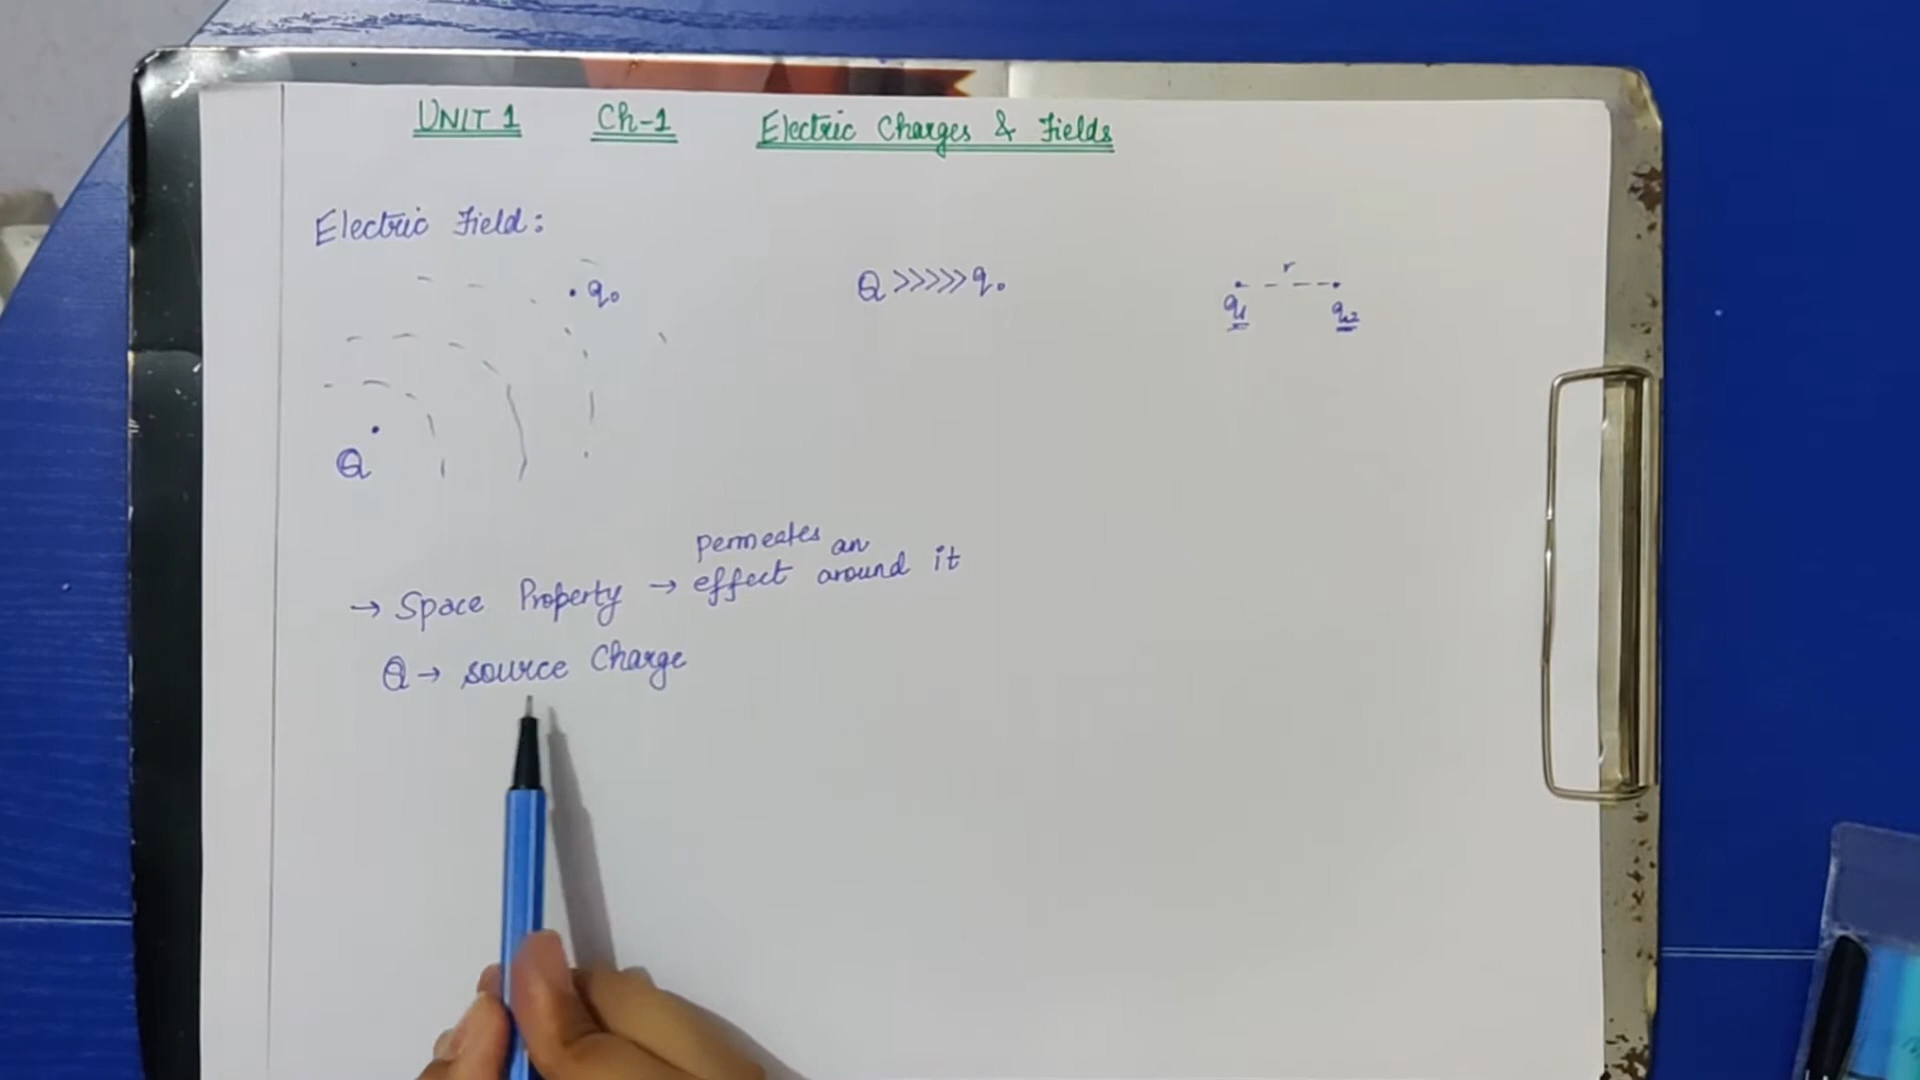 UNIT 1 Ch-1 Electric Charges & Fields
Electric Field:
q₀
Q >>>>> q₀
r
q₁ q₂
Q
permeates an
→ Space Property → effect around it
Q → source Charge